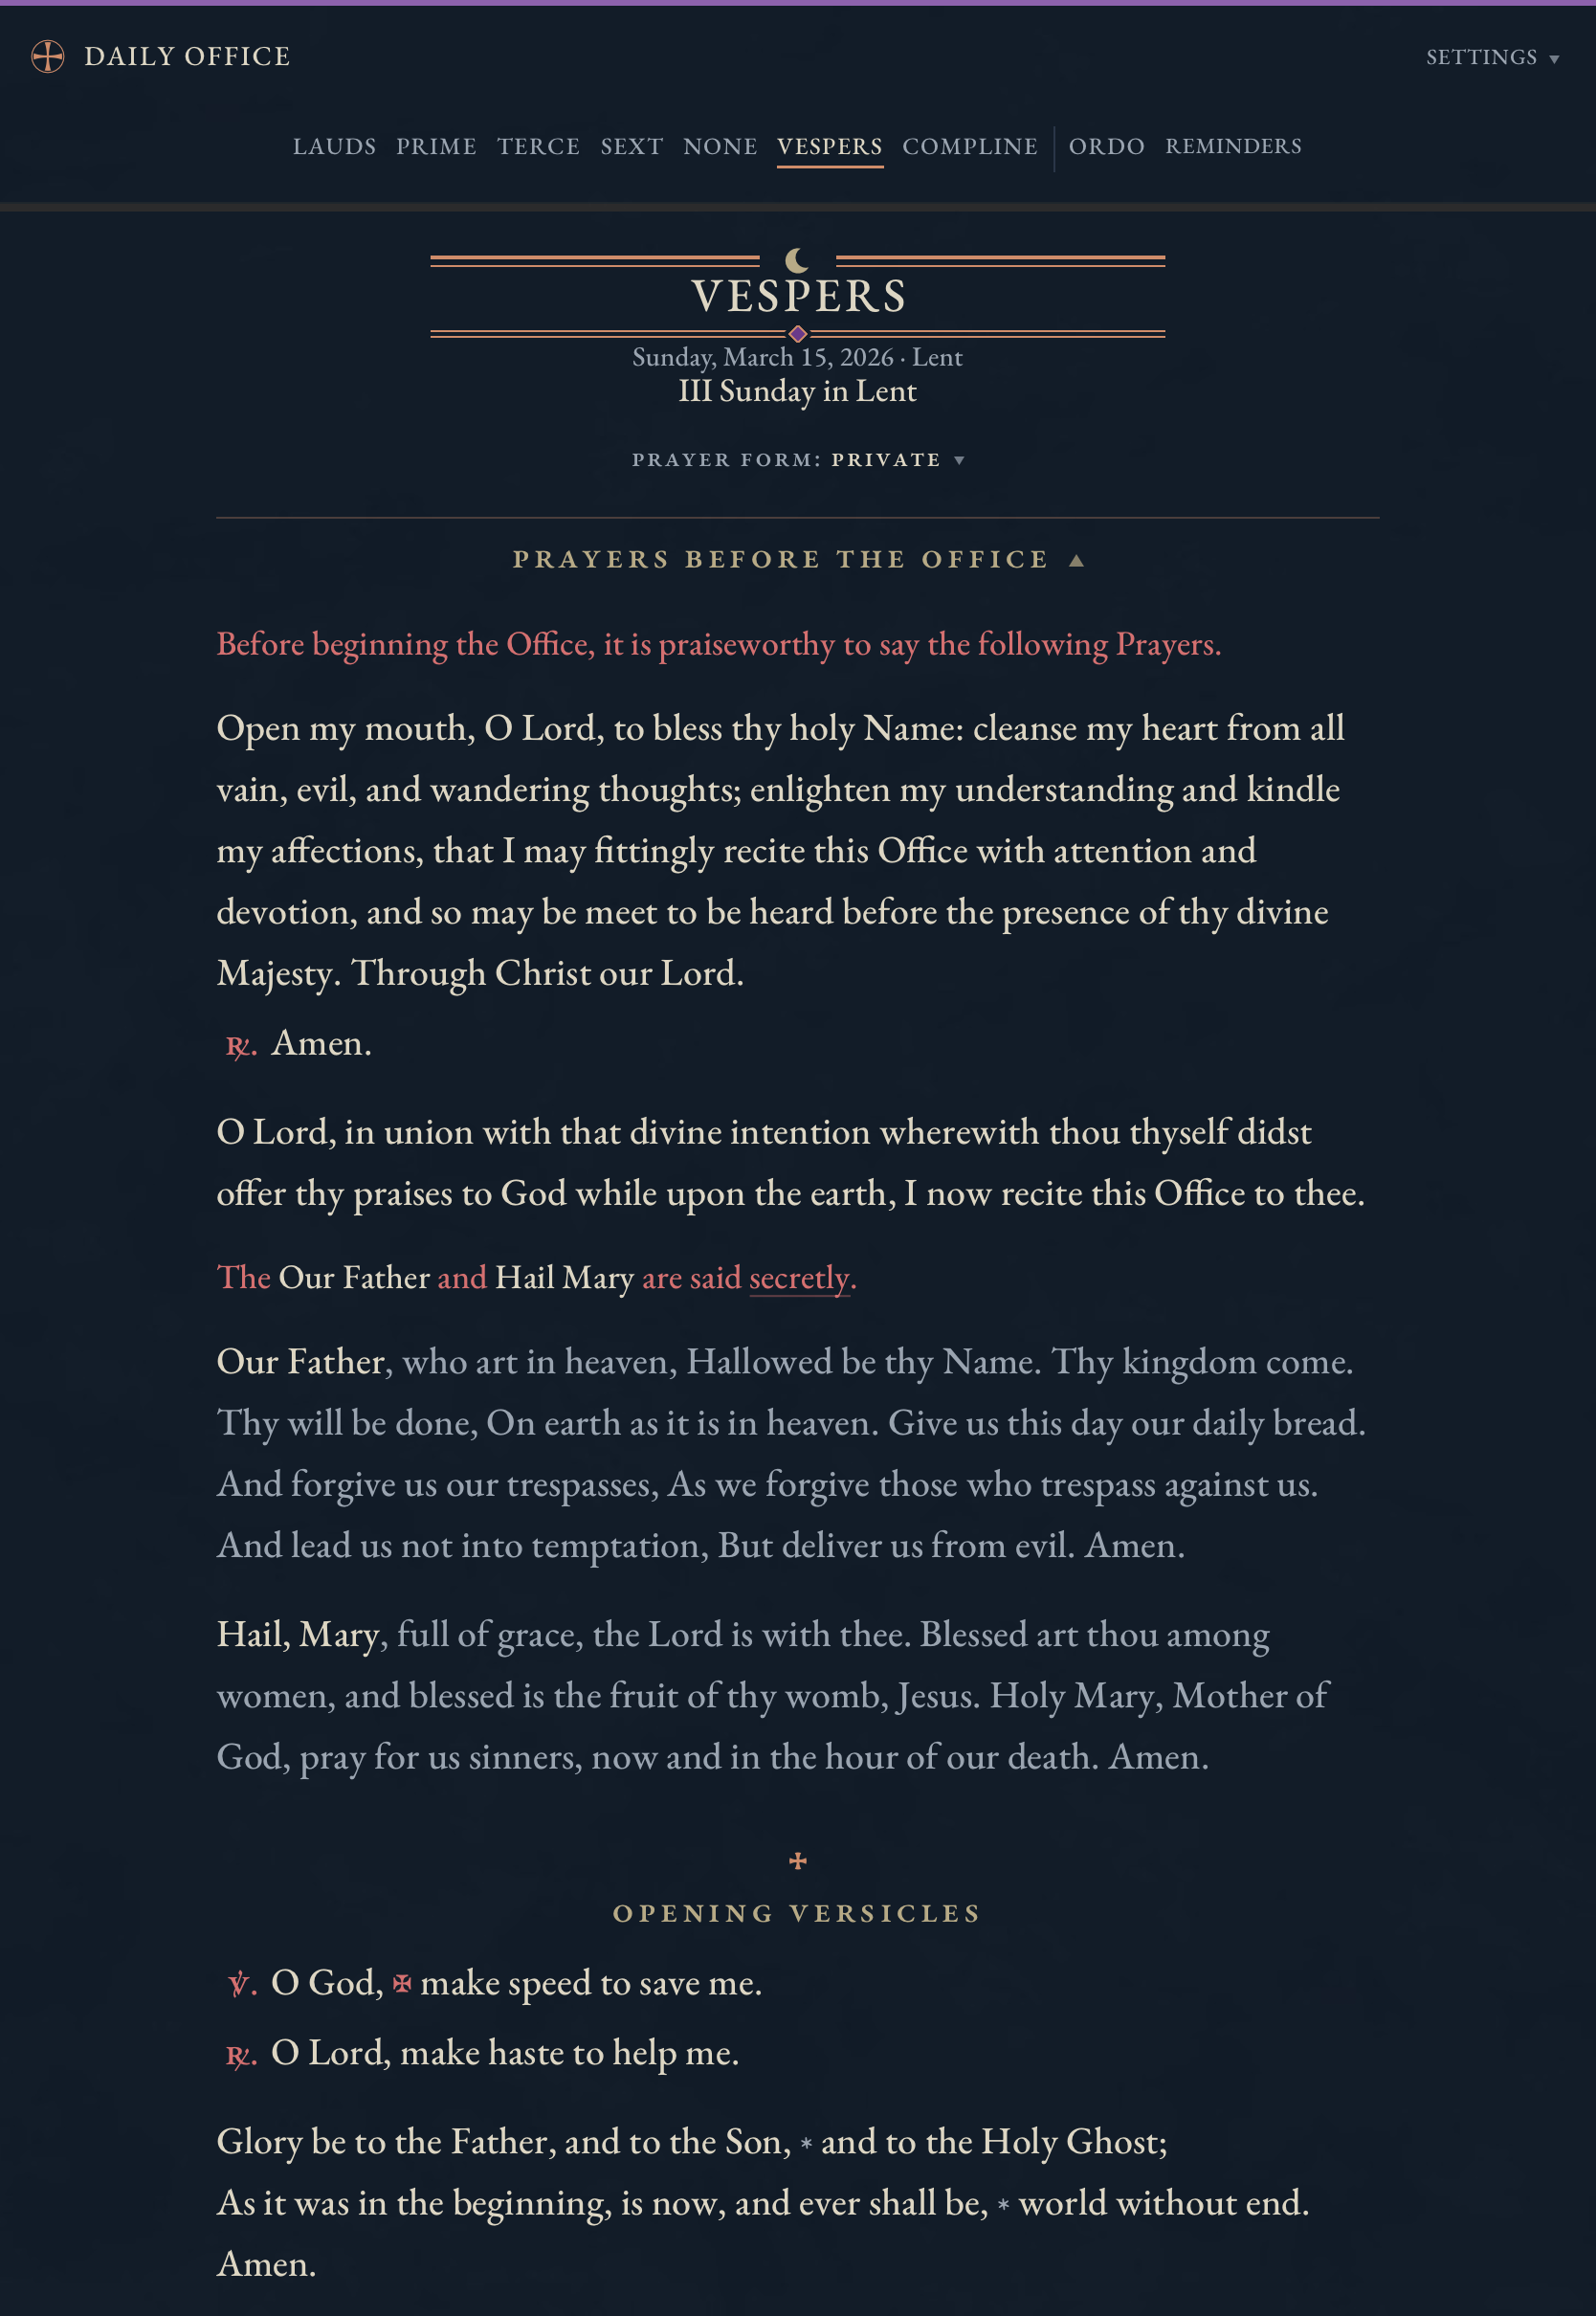 DAILY OFFICE
SETTINGS ▼
LAUDS PRIME TERCE SEXT NONE VESPERS COMPLINE ORDO REMINDERS
VESPERS
Sunday, March 15, 2026 · Lent
III Sunday in Lent
PRAYER FORM: PRIVATE ▼
PRAYERS BEFORE THE OFFICE ▲
Before beginning the Office, it is praiseworthy to say the following Prayers.
Open my mouth, O Lord, to bless thy holy Name: cleanse my heart from all
vain, evil, and wandering thoughts; enlighten my understanding and kindle
my affections, that I may fittingly recite this Office with attention and
devotion, and so may be meet to be heard before the presence of thy divine
Majesty. Through Christ our Lord.
℟. Amen.
O Lord, in union with that divine intention wherewith thou thyself didst
offer thy praises to God while upon the earth, I now recite this Office to thee.
The Our Father and Hail Mary are said secretly.
Our Father, who art in heaven, Hallowed be thy Name. Thy kingdom come.
Thy will be done, On earth as it is in heaven. Give us this day our daily bread.
And forgive us our trespasses, As we forgive those who trespass against us.
And lead us not into temptation, But deliver us from evil. Amen.
Hail, Mary, full of grace, the Lord is with thee. Blessed art thou among
women, and blessed is the fruit of thy womb, Jesus. Holy Mary, Mother of
God, pray for us sinners, now and in the hour of our death. Amen.
OPENING VERSICLES
℣. O God, ✠ make speed to save me.
℟. O Lord, make haste to help me.
Glory be to the Father, and to the Son, * and to the Holy Ghost;
As it was in the beginning, is now, and ever shall be, * world without end.
Amen.